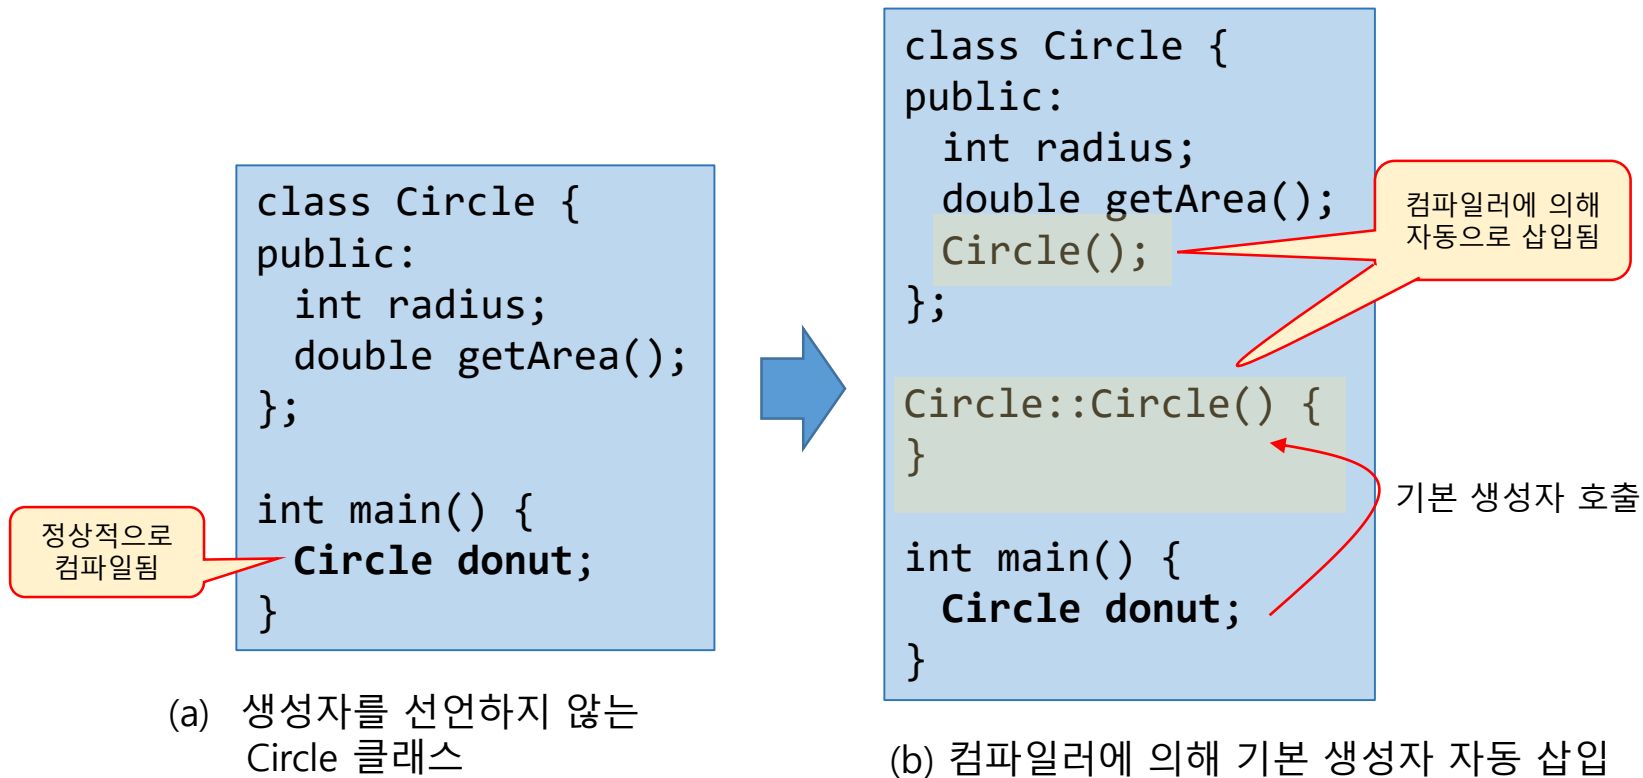 class Circle {
public:
  int radius;
  double getArea();
};
int main() {
  Circle donut;
}
정상적으로
컴파일됨
(a) 생성자를 선언하지 않는
Circle 클래스
class Circle {
public:
  int radius;
  double getArea();
  Circle();
};
Circle::Circle() {
}
int main() {
  Circle donut;
}
컴파일러에 의해
자동으로 삽입됨
기본 생성자 호출
(b) 컴파일러에 의해 기본 생성자 자동 삽입